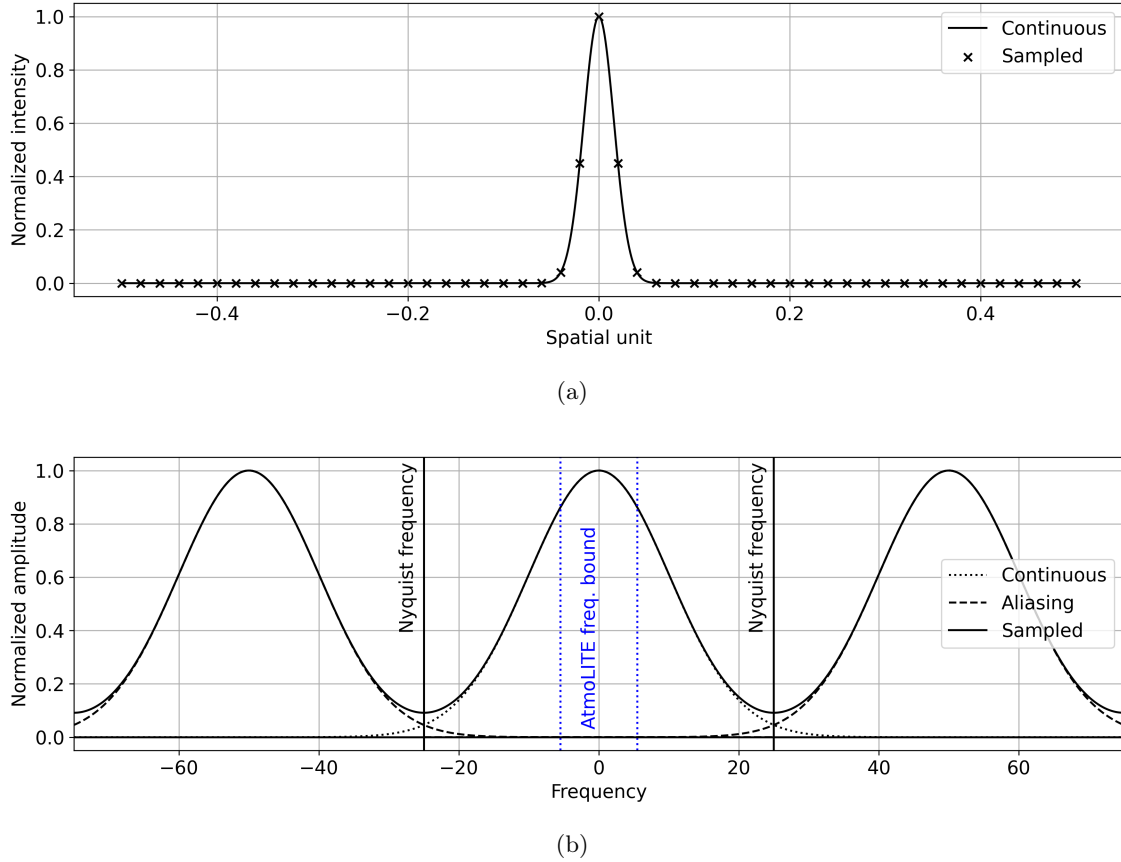 1.0
0.8
0.6
0.4
0.2
0.0
Normalized intensity
Continuous
Sampled
−0.4 −0.2 0.0 0.2 0.4
Spatial unit
(a)
1.0
0.8
0.6
0.4
0.2
0.0
Normalized amplitude
Nyquist frequency
AtmoLITE freq. bound
Nyquist frequency
Continuous
Aliasing
Sampled
−60 −40 −20 0 20 40 60
Frequency
(b)